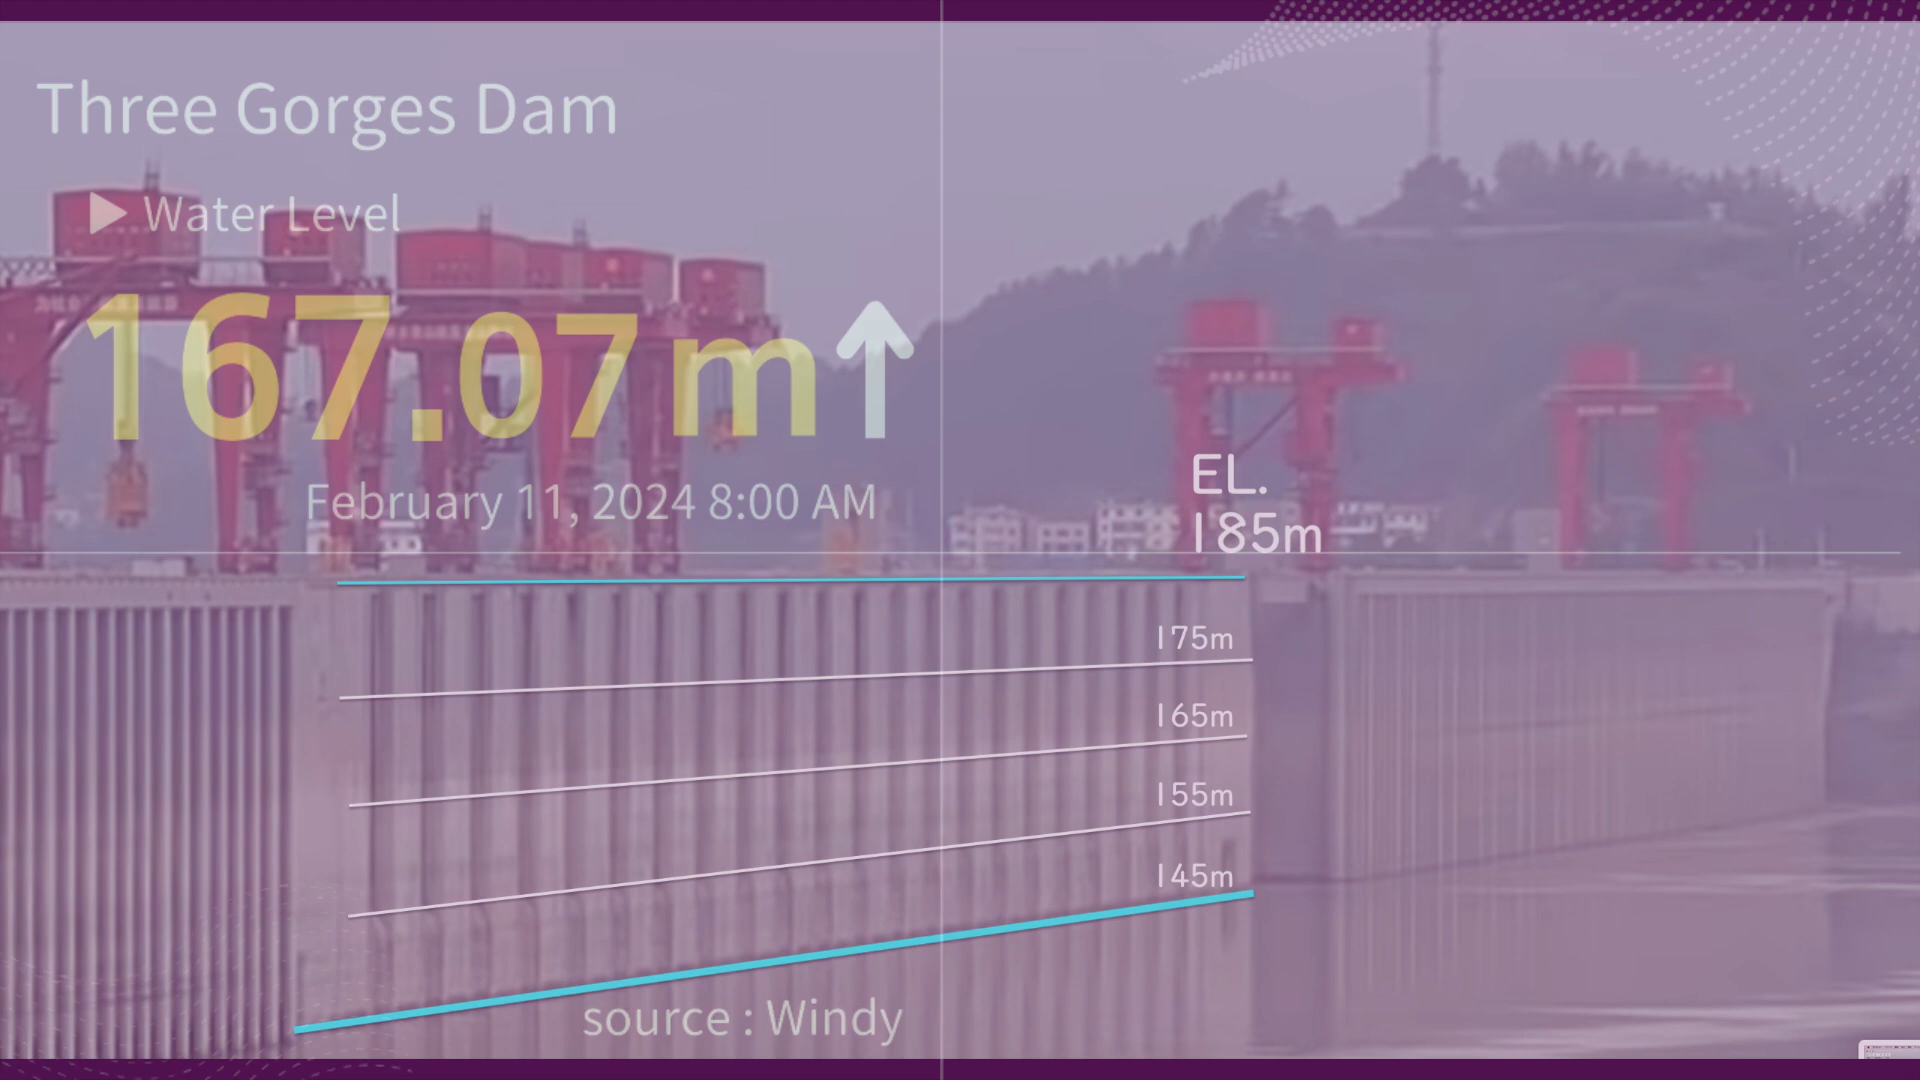 Three Gorges Dam
▶Water Level
167.07m↑
February 11, 2024 8:00 AM
EL.
185m
175m
165m
155m
145m
source : Windy